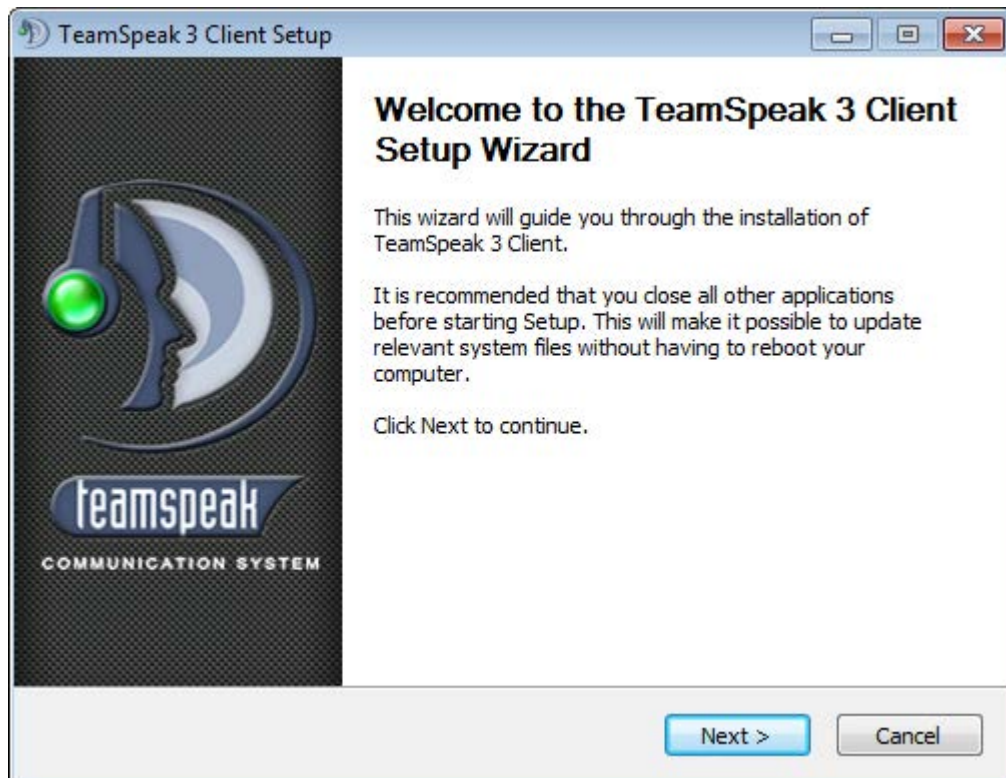 TeamSpeak 3 Client Setup
Welcome to the TeamSpeak 3 Client
Setup Wizard
This wizard will guide you through the installation of
TeamSpeak 3 Client.
It is recommended that you close all other applications
before starting Setup. This will make it possible to update
relevant system files without having to reboot your
computer.
Click Next to continue.
teamspeak
COMMUNICATION SYSTEM
Next >
Cancel